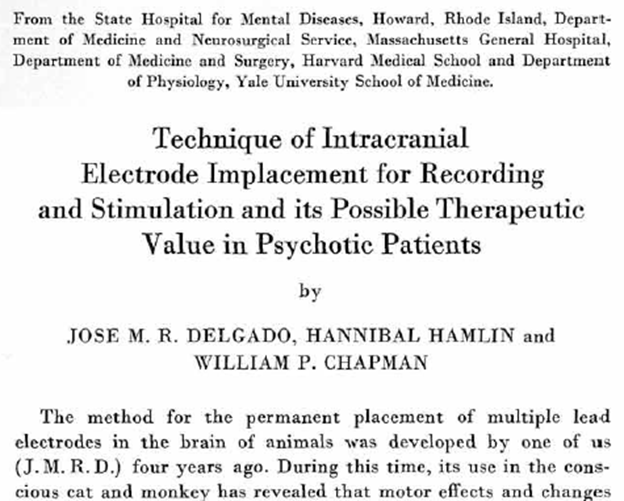 From the State Hospital for Mental Diseases, Howard, Rhode Island, Depart-
ment of Medicine and Neurosurgical Service, Massachusetts General Hospital,
Department of Medicine and Surgery, Harvard Medical School and Department
of Physiology, Yale University School of Medicine.
Technique of Intracranial
Electrode Implacement for Recording
and Stimulation and its Possible Therapeutic
Value in Psychotic Patients
by
JOSE M. R. DELGADO, HANNIBAL HAMLIN and
WILLIAM P. CHAPMAN
The method for the permanent placement of multiple lead
electrodes in the brain of animals was developed by one of us
(J. M. R. D.) four years ago. During this time, its use in the cons-
cious cat and monkey has revealed that motor effects and changes